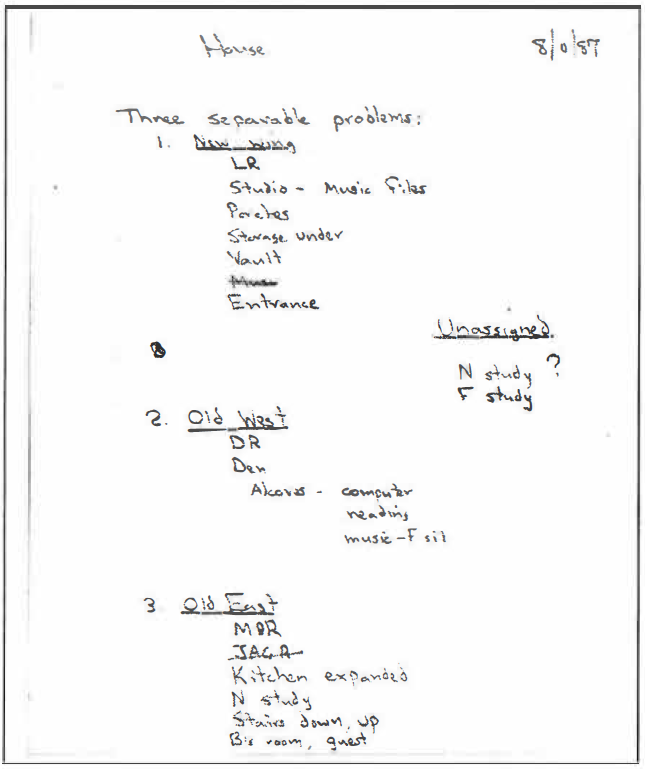 House 8/0/87
Three separable problems:
1. New wing
LR
Studio - Music Files
Porches
Storage under
Vault
Music
Entrance
Unassigned
N study ?
F study
2. Old West
DR
Den
Alcoves - computer
reading
music - F sit
3 Old East
MBR
Kitchen expanded
N study
Stairs down, up
B's room, guest